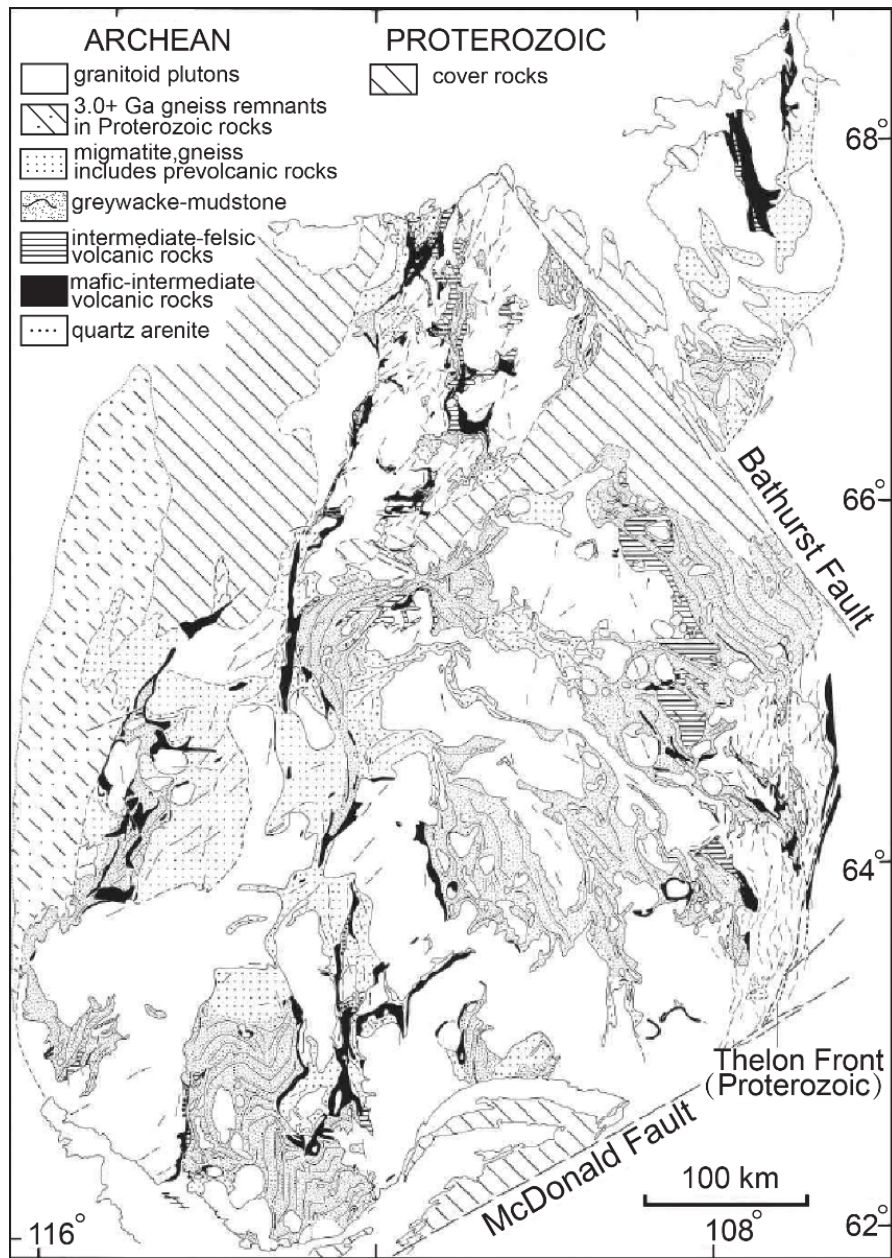 ARCHEAN
granitoid plutons
3.0+ Ga gneiss remnants
in Proterozoic rocks
migmatite,gneiss
includes prevolcanic rocks
greywacke-mudstone
intermediate-felsic
volcanic rocks
mafic-intermediate
volcanic rocks
quartz arenite
PROTEROZOIC
cover rocks
68°
66°
Bathurst Fault
64°
Thelon Front
(Proterozoic)
McDonald Fault
100 km
116°
108°
62°